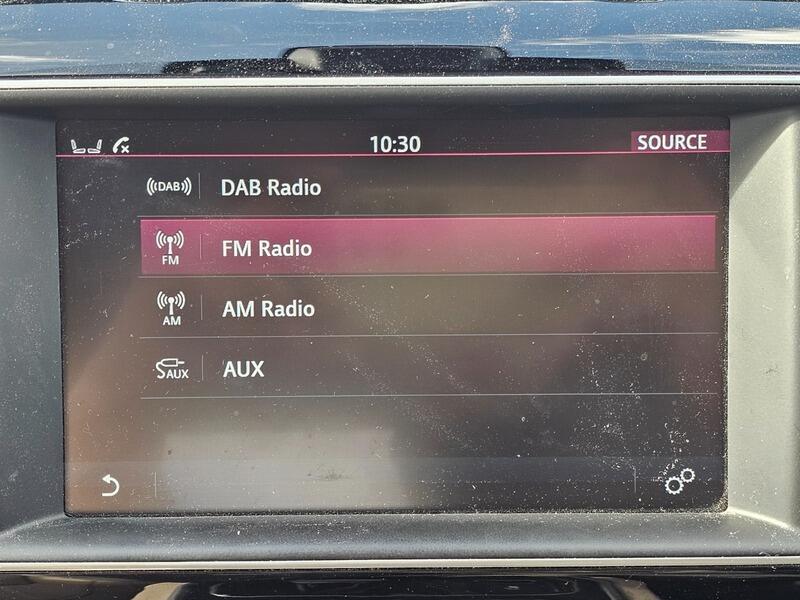 10:30
SOURCE
DAB
DAB Radio
FM
FM Radio
AM
AM Radio
AUX
AUX